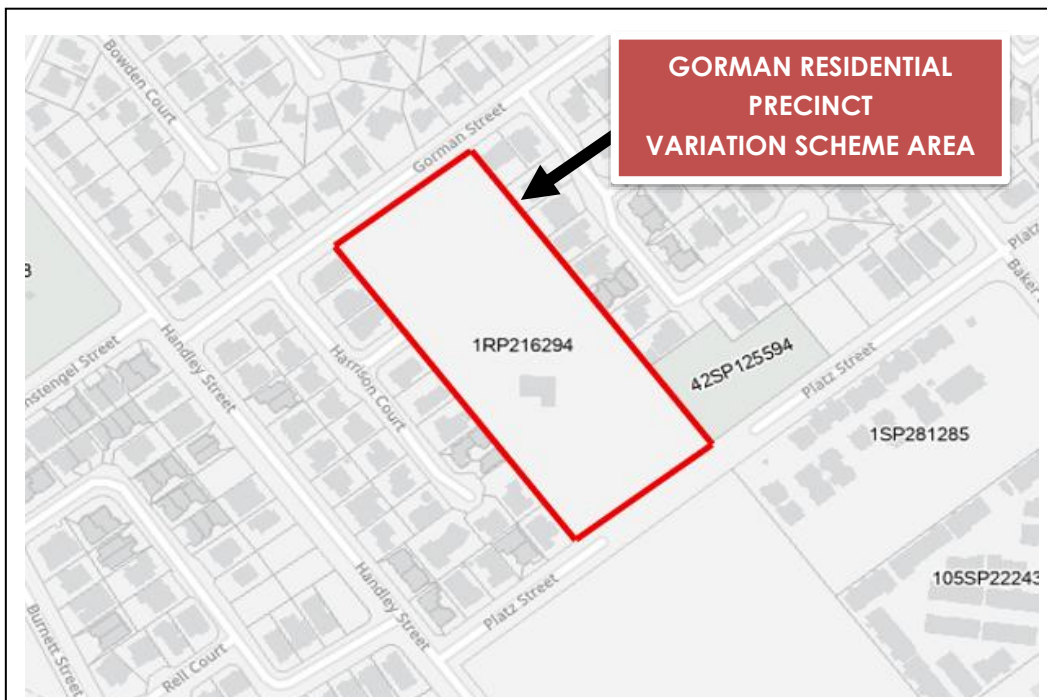 GORMAN RESIDENTIAL
PRECINCT
VARIATION SCHEME AREA
Bowden Court
Gorman Street
Handley Street
Harrison Court
1RP216294
42SP125594
Platz Street
1SP281285
105SP22243
Handley Street
Platz Street
Rell Court
Burnett Street